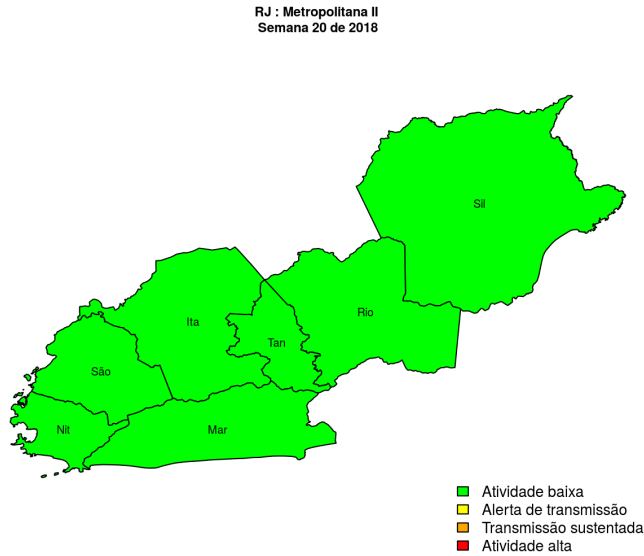 RJ : Metropolitana II
Semana 20 de 2018
Sil
Rio
Ita
Tan
São
Nit
Mar
Atividade baixa
Alerta de transmissão
Transmissão sustentada
Atividade alta